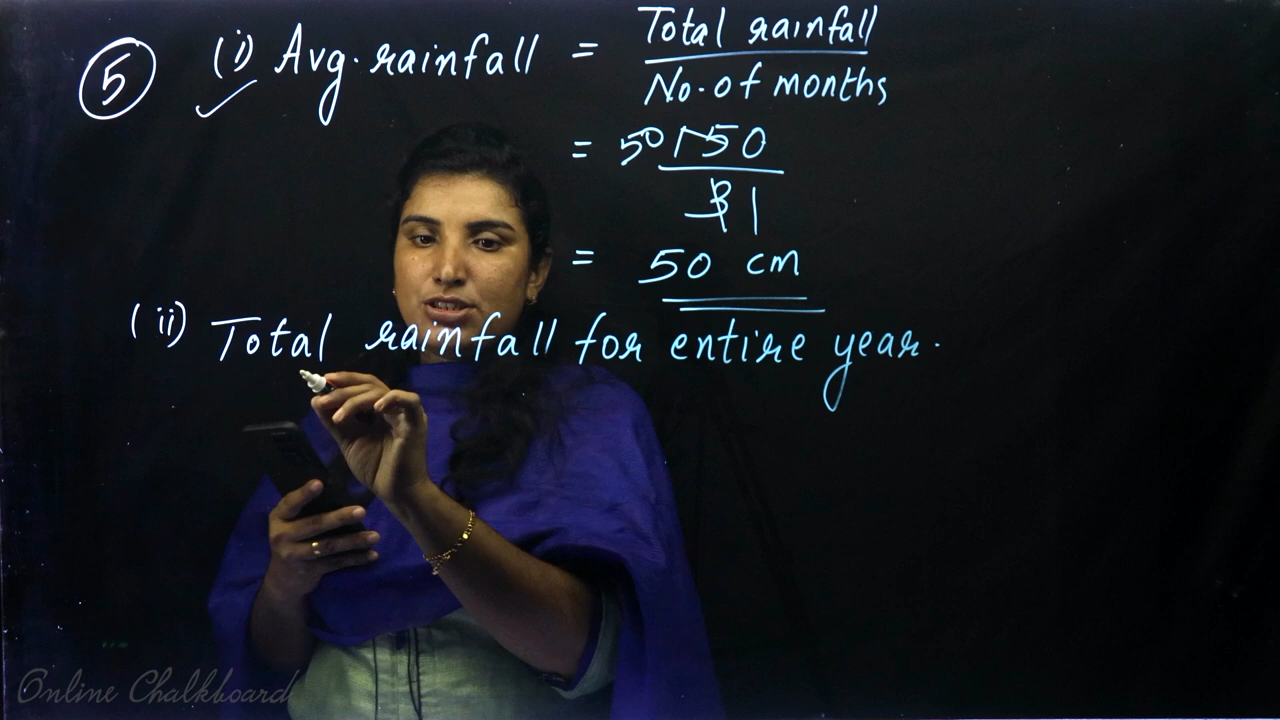 5 (i) Avg. rainfall = Total rainfall
No. of months
= 50 150
3 1
= 50 cm
(ii) Total rainfall for entire year.
Online Chalkboard